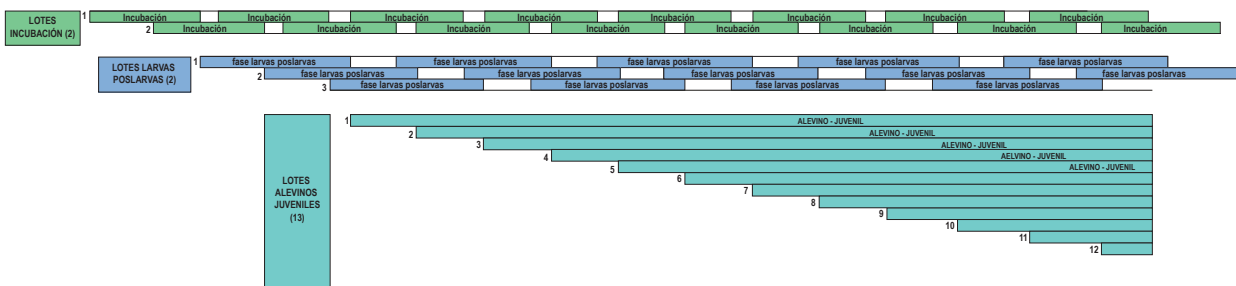 LOTES
INCUBACIÓN (2)
1 Incubación Incubación Incubación Incubación Incubación Incubación Incubación Incubación
2 Incubación Incubación Incubación Incubación Incubación Incubación Incubación Incubación
LOTES LARVAS
POSLARVAS (2)
1 fase larvas poslarvas fase larvas poslarvas fase larvas poslarvas fase larvas poslarvas fase larvas poslarvas
2 fase larvas poslarvas fase larvas poslarvas fase larvas poslarvas fase larvas poslarvas fase larvas poslarvas
3 fase larvas poslarvas fase larvas poslarvas fase larvas poslarvas fase larvas poslarvas
LOTES
ALEVINOS
JUVENILES
(13)
1 ALEVINO - JUVENIL
2 ALEVINO - JUVENIL
3 ALEVINO - JUVENIL
4 AELVINO - JUVENIL
5 ALEVINO - JUVENIL
6
7
8
9
10
11
12